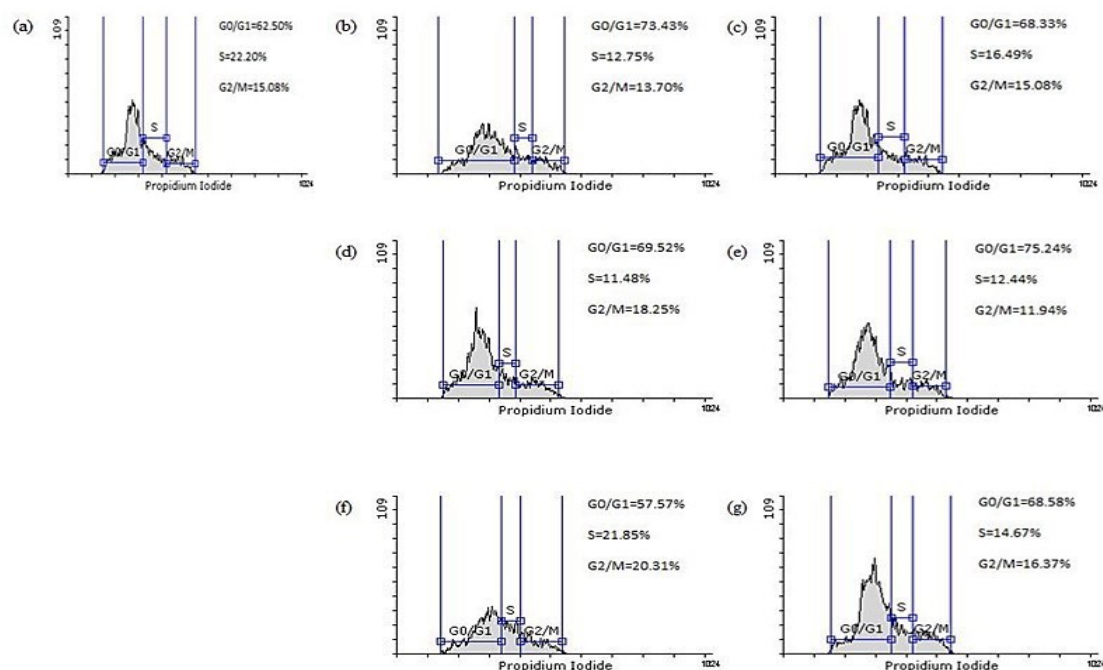 (a)
109
G0/G1=62.50%
S=22.20%
G2/M=15.08%
S
G0/G1
G2/M
Propidium Iodide
1024
(b)
109
G0/G1=73.43%
S=12.75%
G2/M=13.70%
S
G0/G1
G2/M
Propidium Iodide
1024
(c)
109
G0/G1=68.33%
S=16.49%
G2/M=15.08%
S
G0/G1
G2/M
Propidium Iodide
1024
(d)
109
G0/G1=69.52%
S=11.48%
G2/M=18.25%
S
G0/G1
G2/M
Propidium Iodide
1024
(e)
109
G0/G1=75.24%
S=12.44%
G2/M=11.94%
S
G0/G1
G2/M
Propidium Iodide
1024
(f)
109
G0/G1=57.57%
S=21.85%
G2/M=20.31%
S
G0/G1
G2/M
Propidium Iodide
1024
(g)
109
G0/G1=68.58%
S=14.67%
G2/M=16.37%
S
G0/G1
G2/M
Propidium Iodide
1024